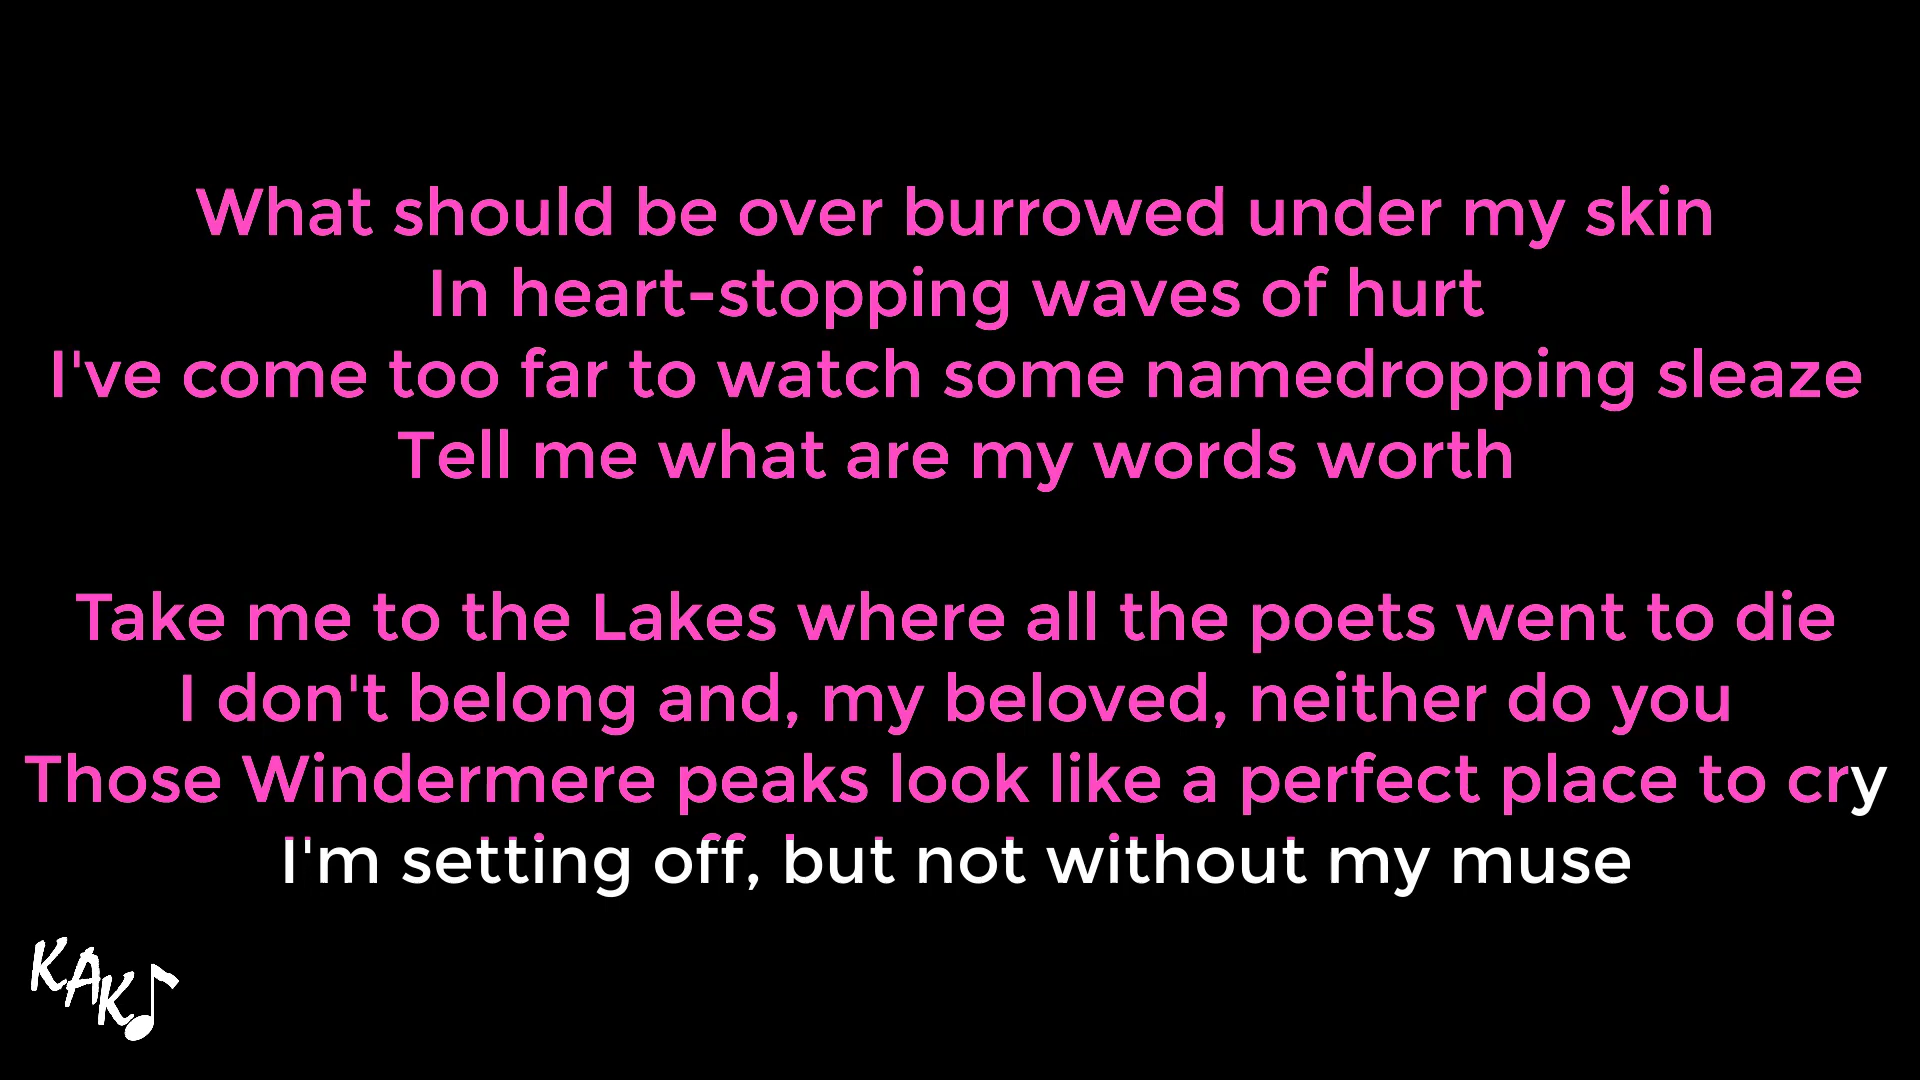 What should be over burrowed under my skin
In heart-stopping waves of hurt
I've come too far to watch some namedropping sleaze
Tell me what are my words worth
Take me to the Lakes where all the poets went to die
I don't belong and, my beloved, neither do you
Those Windermere peaks look like a perfect place to cry
I'm setting off, but not without my muse
KAK